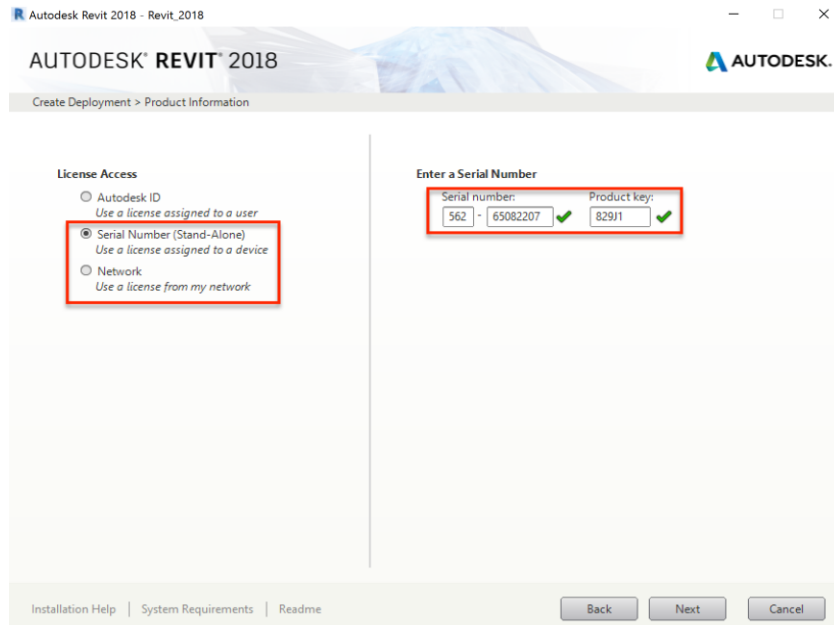 Autodesk Revit 2018 - Revit_2018
AUTODESK® REVIT® 2018
AUTODESK.
Create Deployment > Product Information
License Access
Autodesk ID
Use a license assigned to a user
Serial Number (Stand-Alone)
Use a license assigned to a device
Network
Use a license from my network
Enter a Serial Number
Serial number: Product key:
562 - 65082207 829J1
Installation Help | System Requirements | Readme
Back Next Cancel